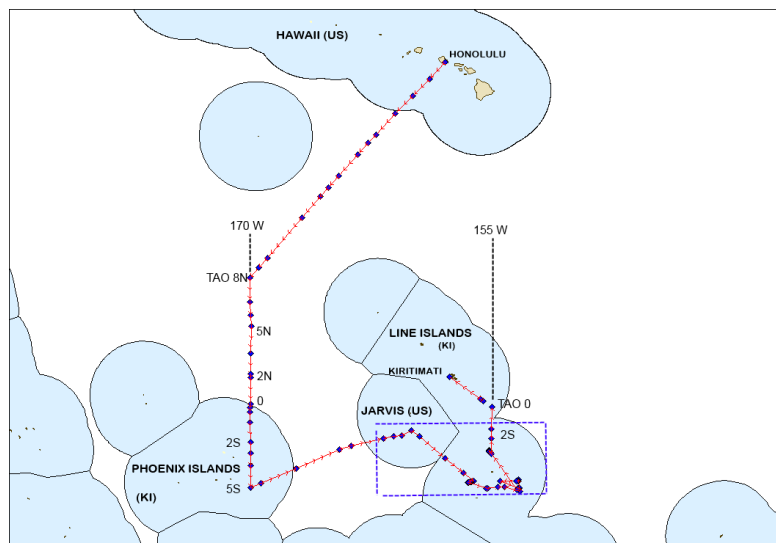 HAWAII (US)
HONOLULU
170 W
155 W
TAO 8N
5N
LINE ISLANDS
(KI)
2N
KIRITIMATI
0
TAO 0
JARVIS (US)
2S
2S
PHOENIX ISLANDS
(KI)
5S